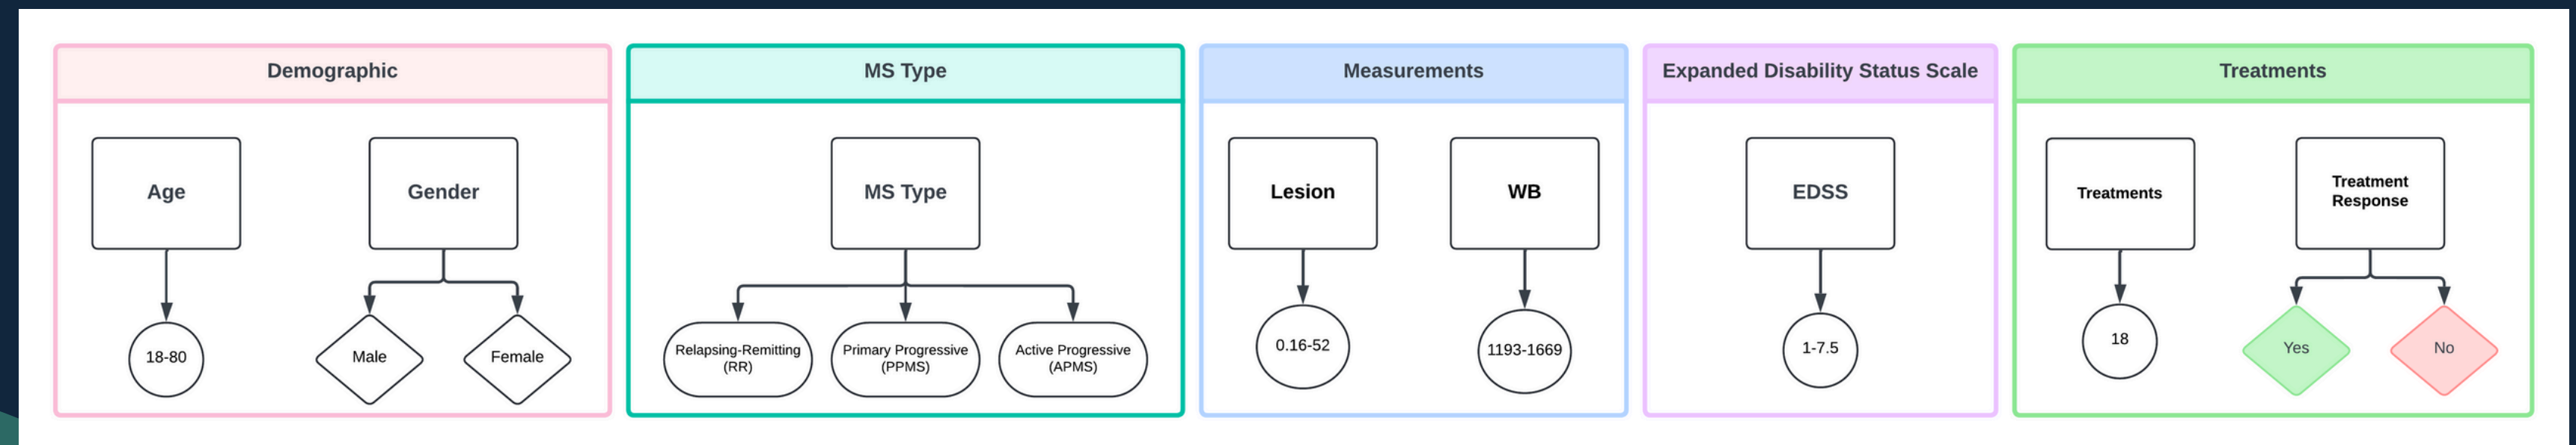 Demographic
Age
Gender
18-80
Male
Female
MS Type
MS Type
Relapsing-Remitting
(RR)
Primary Progressive
(PPMS)
Active Progressive
(APMS)
Measurements
Lesion
WB
0.16-52
1193-1669
Expanded Disability Status Scale
EDSS
1-7.5
Treatments
Treatments
Treatment
Response
18
Yes
No